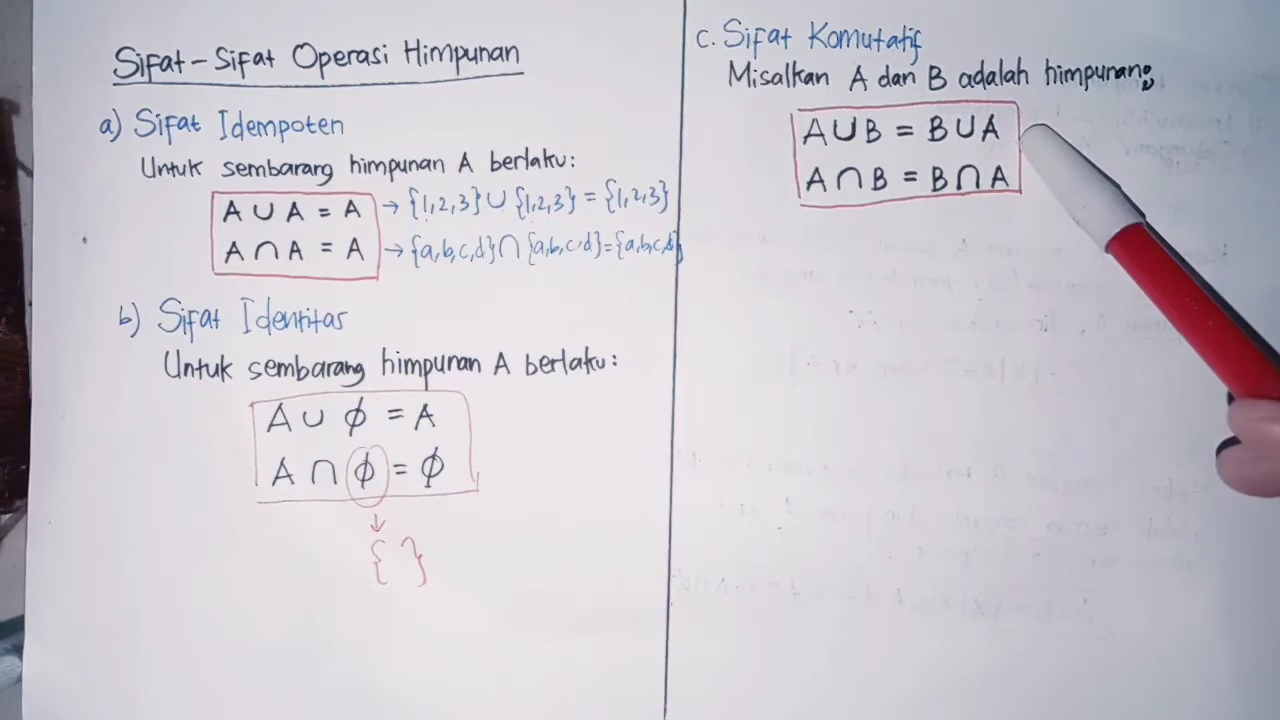 Sifat-Sifat Operasi Himpunan
a) Sifat Idempoten
Untuk sembarang himpunan A berlaku:
A ∪ A = A → {1,2,3} ∪ {1,2,3} = {1,2,3}
A ∩ A = A → {a,b,c,d} ∩ {a,b,c,d} = {a,b,c,d}
b) Sifat Identitas
Untuk sembarang himpunan A berlaku:
A ∪ ϕ = A
A ∩ ϕ = ϕ
↓
{ }
c. Sifat Komutatif
Misalkan A dan B adalah himpunan;
A ∪ B = B ∪ A
A ∩ B = B ∩ A